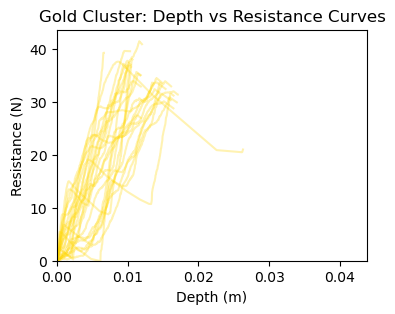 Gold Cluster: Depth vs Resistance Curves
Resistance (N)
40
30
20
10
0
0.00 0.01 0.02 0.03 0.04
Depth (m)